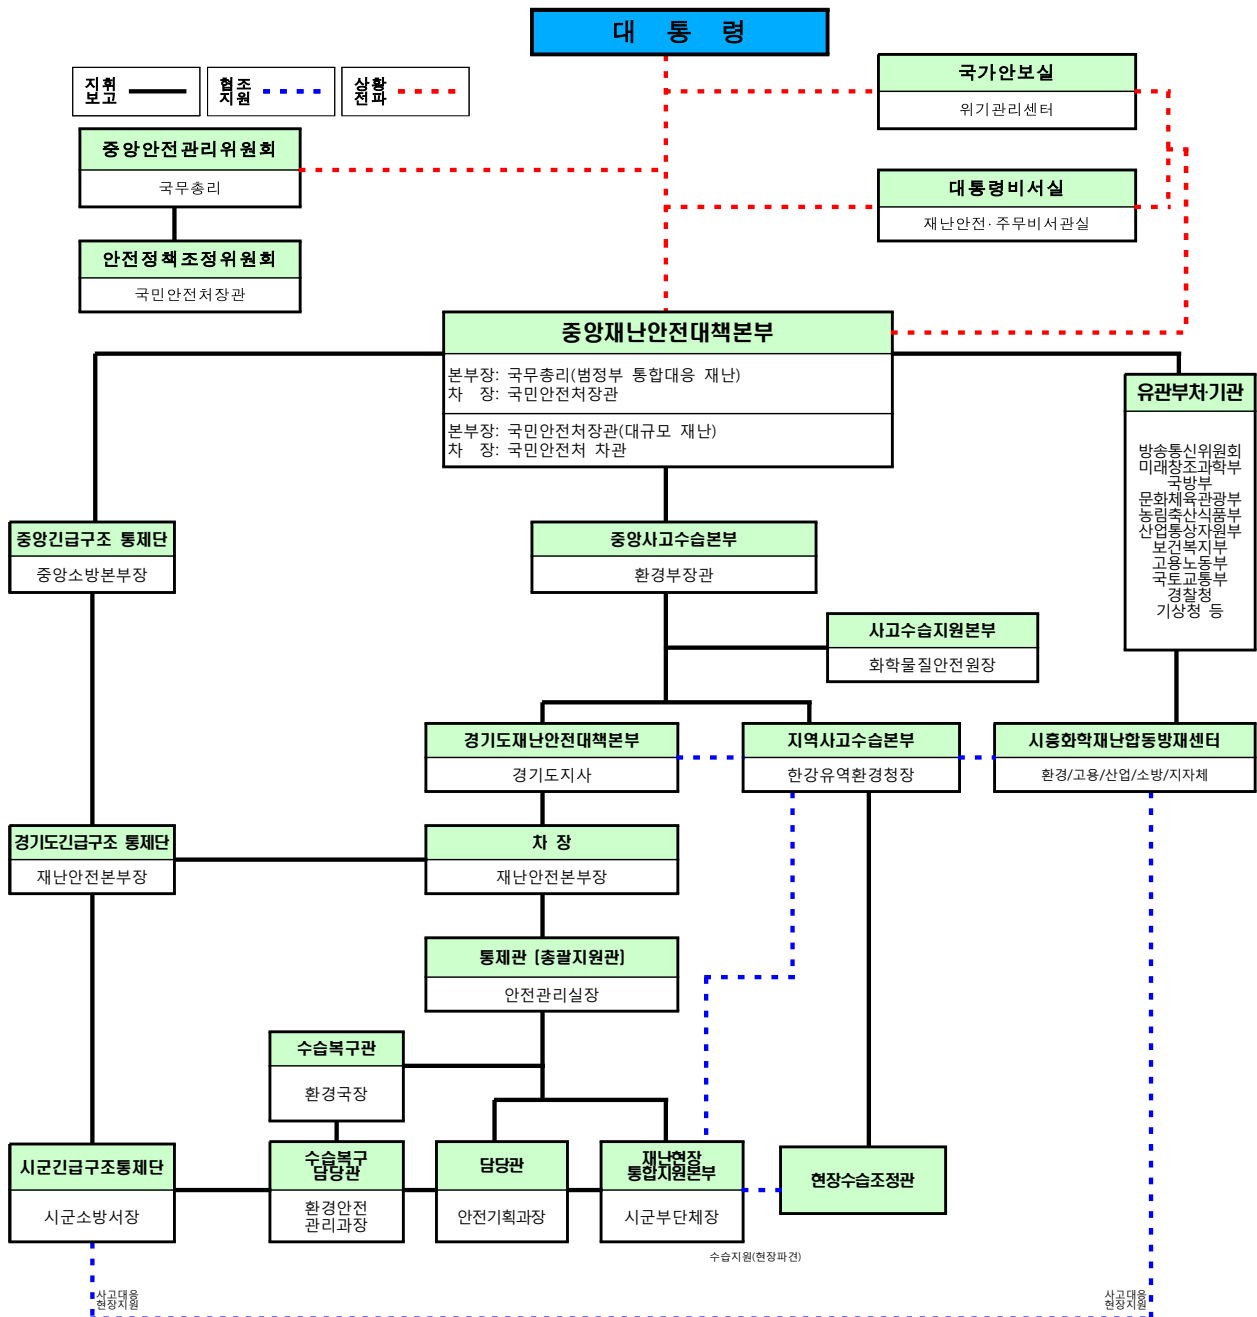 대 통 령
지휘
보고
협조
지원
상황
전파
국가안보실
위기관리센터
중앙안전관리위원회
국무총리
대통령비서실
재난안전·주무비서관실
안전정책조정위원회
국민안전처장관
중앙재난안전대책본부
본부장: 국무총리(범정부 통합대응 재난)
차 장: 국민안전처장관
본부장: 국민안전처장관(대규모 재난)
차 장: 국민안전처 차관
유관부처·기관
방송통신위원회
미래창조과학부
국방부
문화체육관광부
농림축산식품부
산업통상자원부
보건복지부
고용노동부
국토교통부
경찰청
기상청 등
중앙긴급구조 통제단
중앙소방본부장
중앙사고수습본부
환경부장관
사고수습지원본부
화학물질안전원장
경기도재난안전대책본부
경기도지사
지역사고수습본부
한강유역환경청장
시흥화학재난합동방재센터
환경/고용/산업/소방/지자체
경기도긴급구조 통제단
재난안전본부장
차 장
재난안전본부장
통제관 (총괄지원관)
안전관리실장
수습복구관
환경국장
시군긴급구조통제단
시군소방서장
수습복구
담당관
환경안전
관리과장
담당관
안전기획과장
재난현장
통합지원본부
시군부단체장
현장수습조정관
수습지원(현장파견)
사고대응
현장지원
사고대응
현장지원